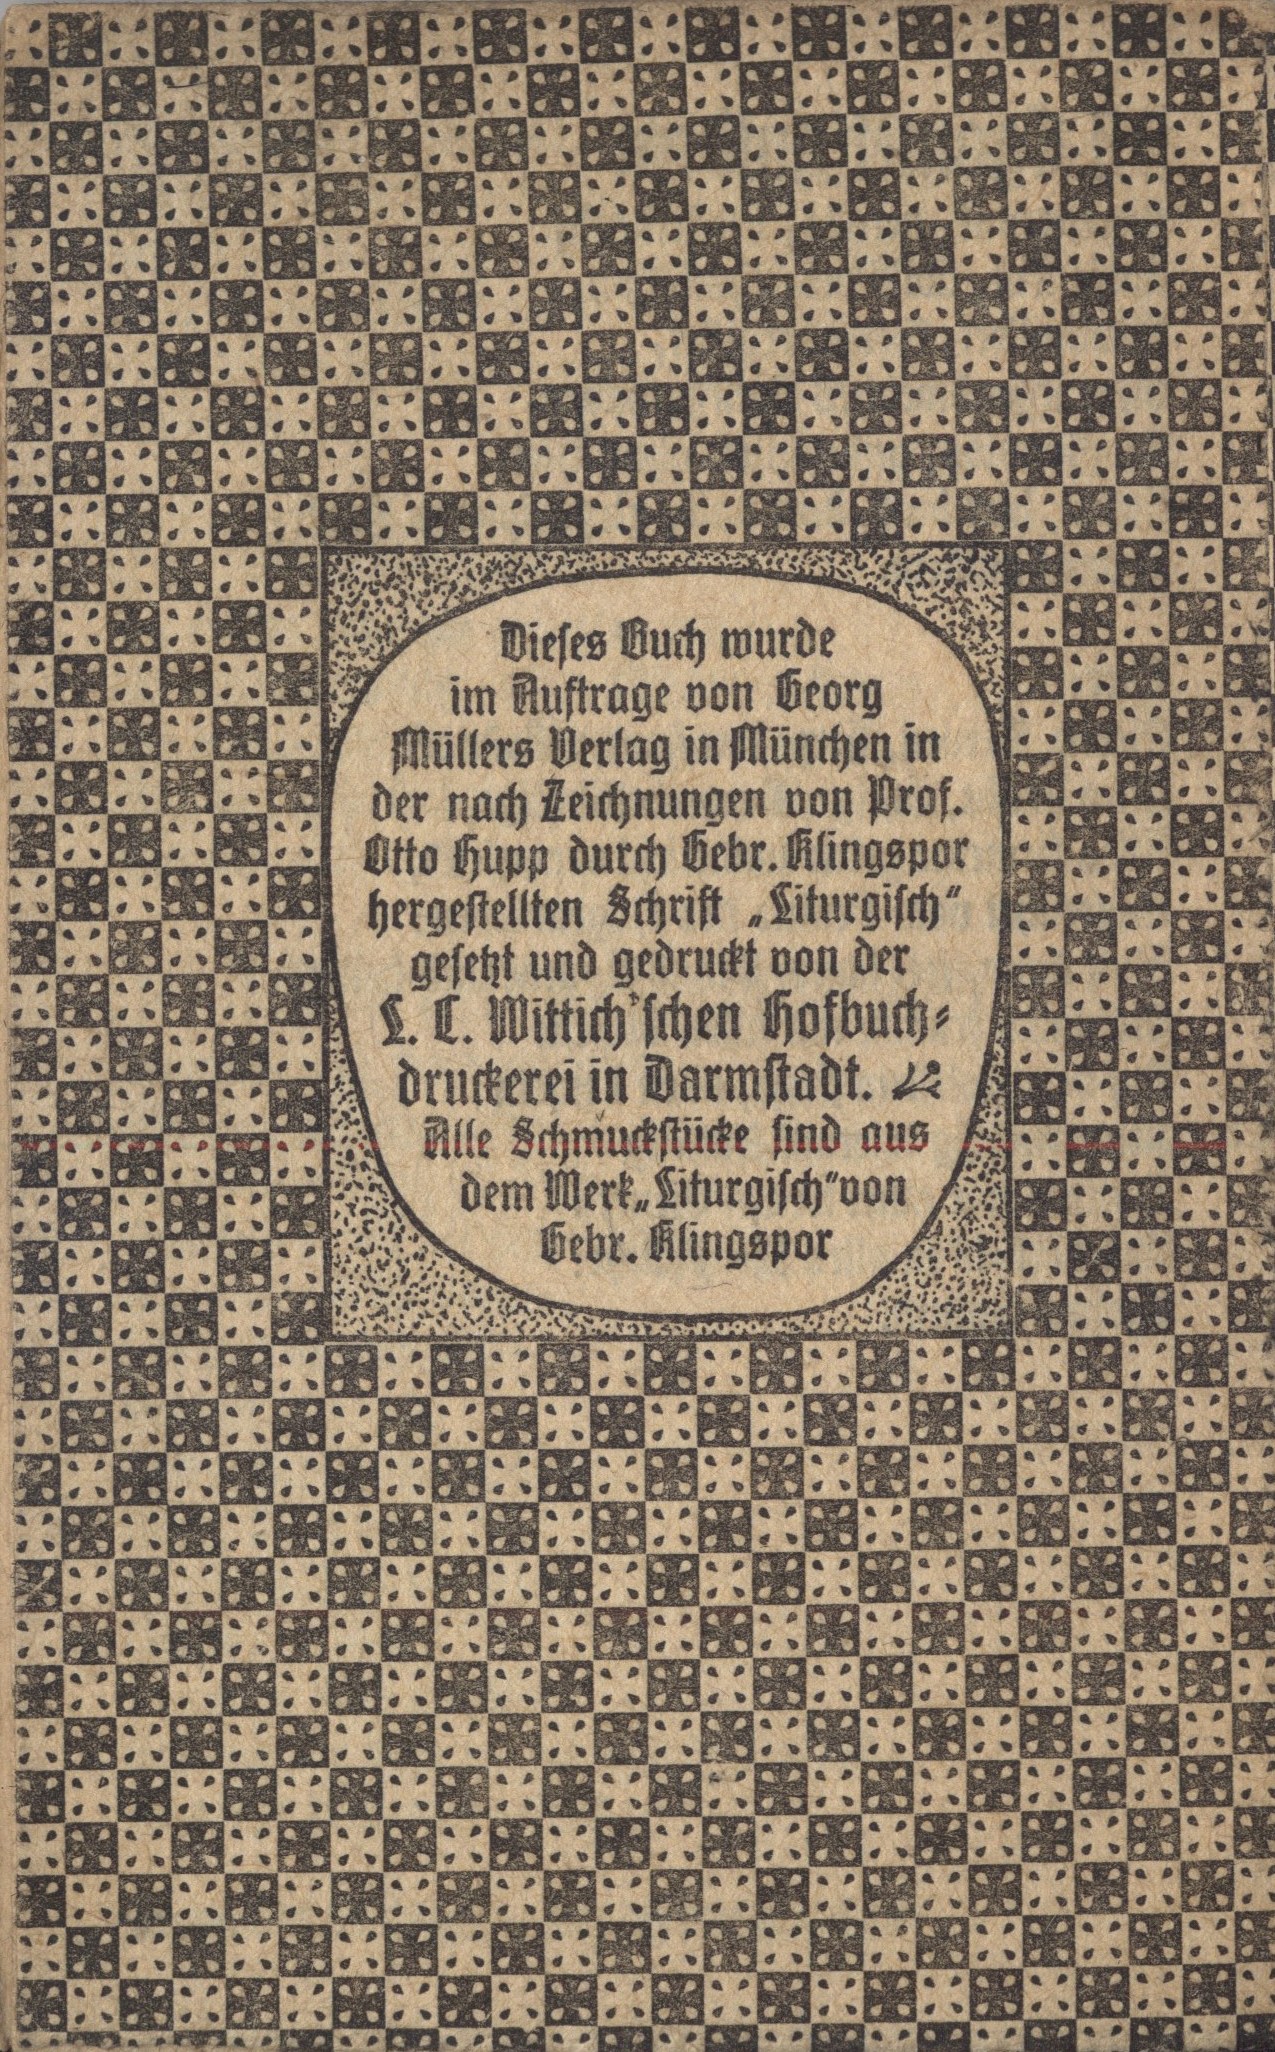 Dieses Buch wurde
im Auftrage von Georg
Müllers Verlag in München in
der nach Zeichnungen von Prof.
Otto Hupp durch Gebr. Klingspor
hergestellten Schrift „Liturgisch“
gesetzt und gedruckt von der
L. C. Wittich'schen Hofbuch-
druckerei in Darmstadt.
Alle Schmuckstücke sind aus
dem Werk „Liturgisch“ von
Gebr. Klingspor